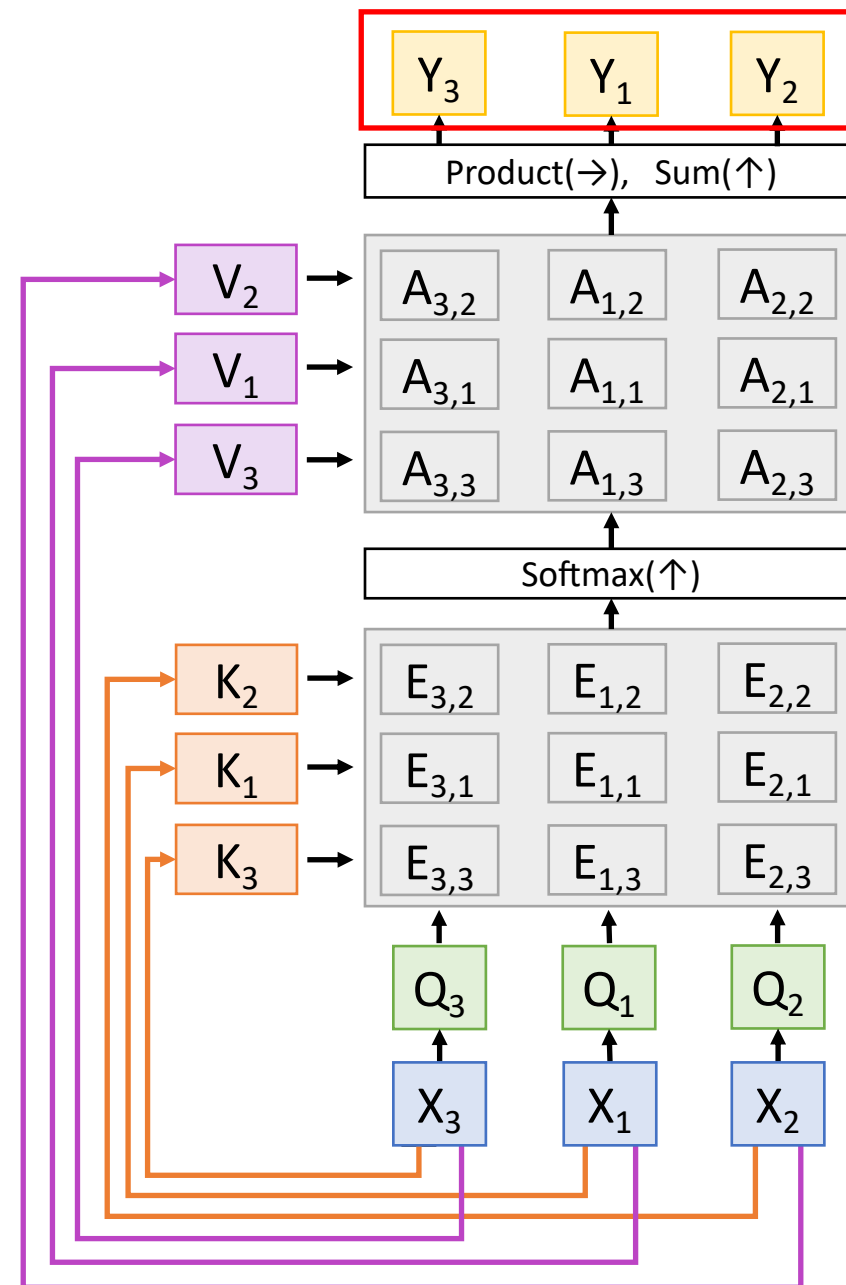 Y3 Y1 Y2
Product(→), Sum(↑)
V2 A3,2 A1,2 A2,2
V1 A3,1 A1,1 A2,1
V3 A3,3 A1,3 A2,3
Softmax(↑)
K2 E3,2 E1,2 E2,2
K1 E3,1 E1,1 E2,1
K3 E3,3 E1,3 E2,3
Q3 Q1 Q2
X3 X1 X2